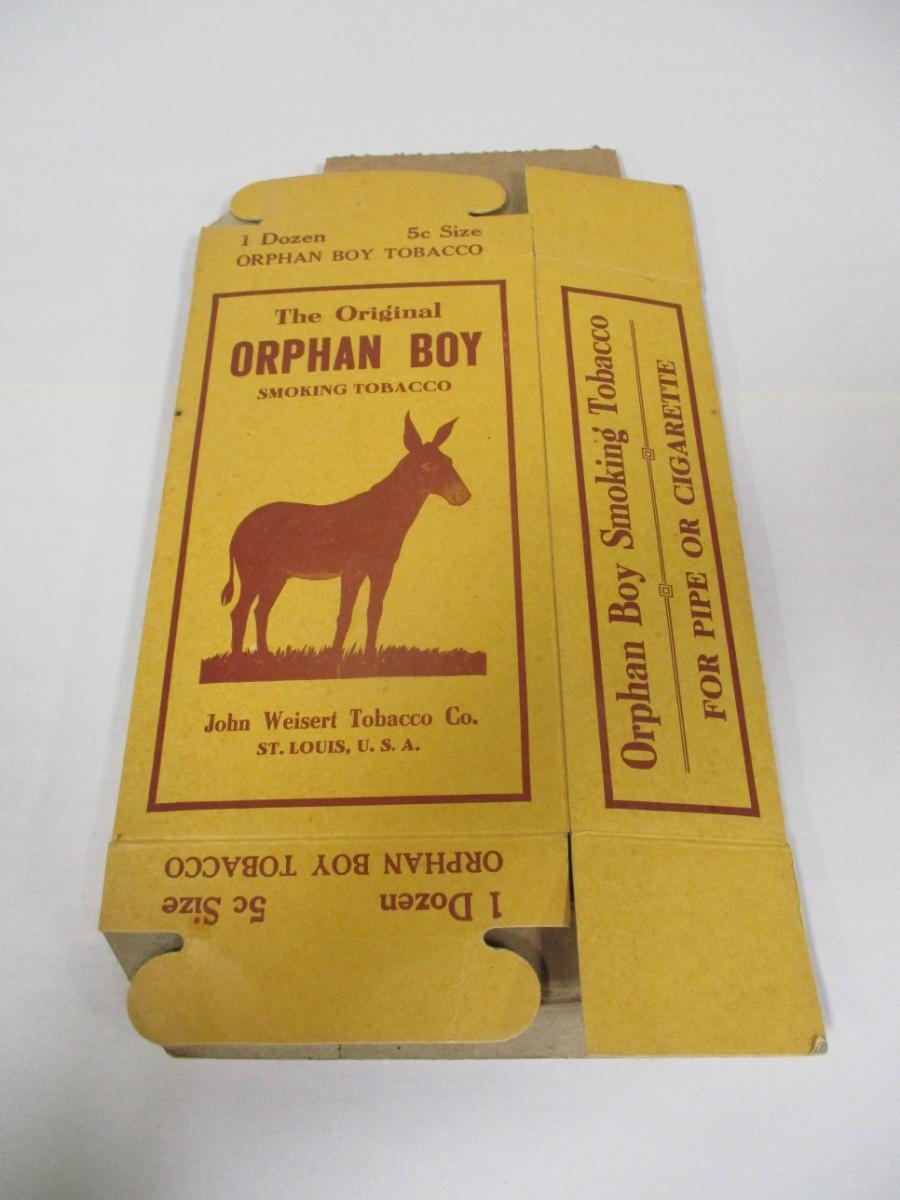 1 Dozen 5c Size
ORPHAN BOY TOBACCO
The Original
ORPHAN BOY
SMOKING TOBACCO
John Weisert Tobacco Co.
ST. LOUIS, U. S. A.
Orphan Boy Smoking Tobacco
FOR PIPE OR CIGARETTE
1 Dozen 5c Size
ORPHAN BOY TOBACCO